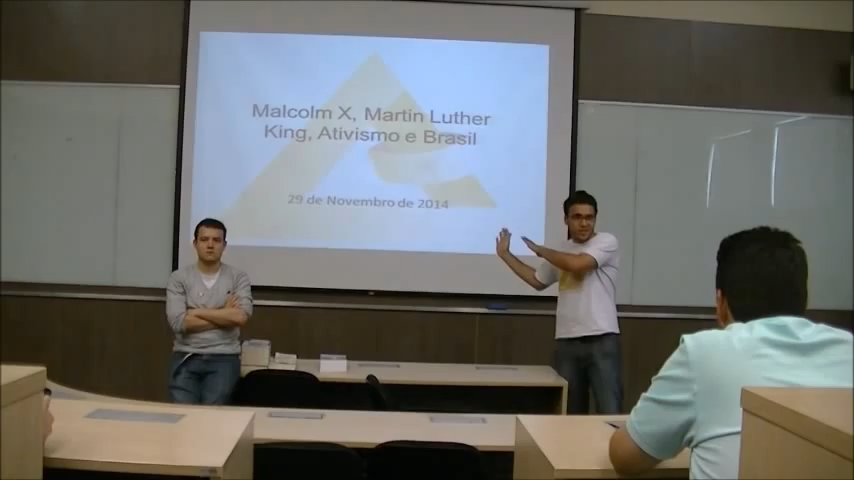 Malcolm X, Martin Luther
King, Ativismo e Brasil
29 de Novembro de 2014